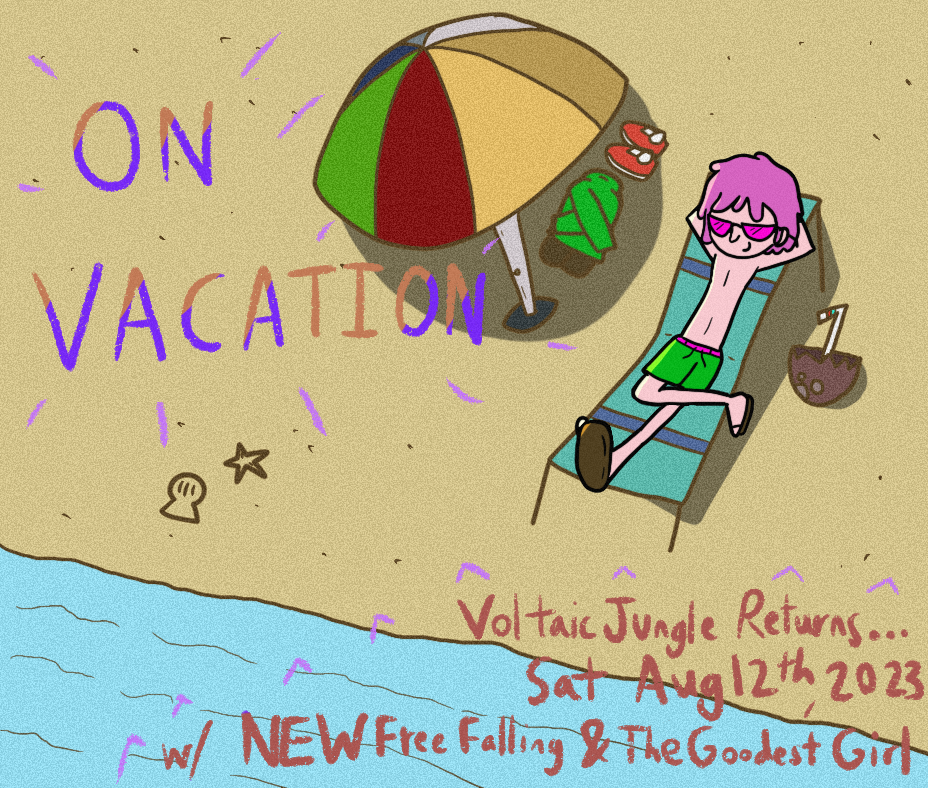 ON
VACATION
Voltaic Jungle Returns...
Sat Aug 12th 2023
w/ NEW Free Falling & The Goodest Girl